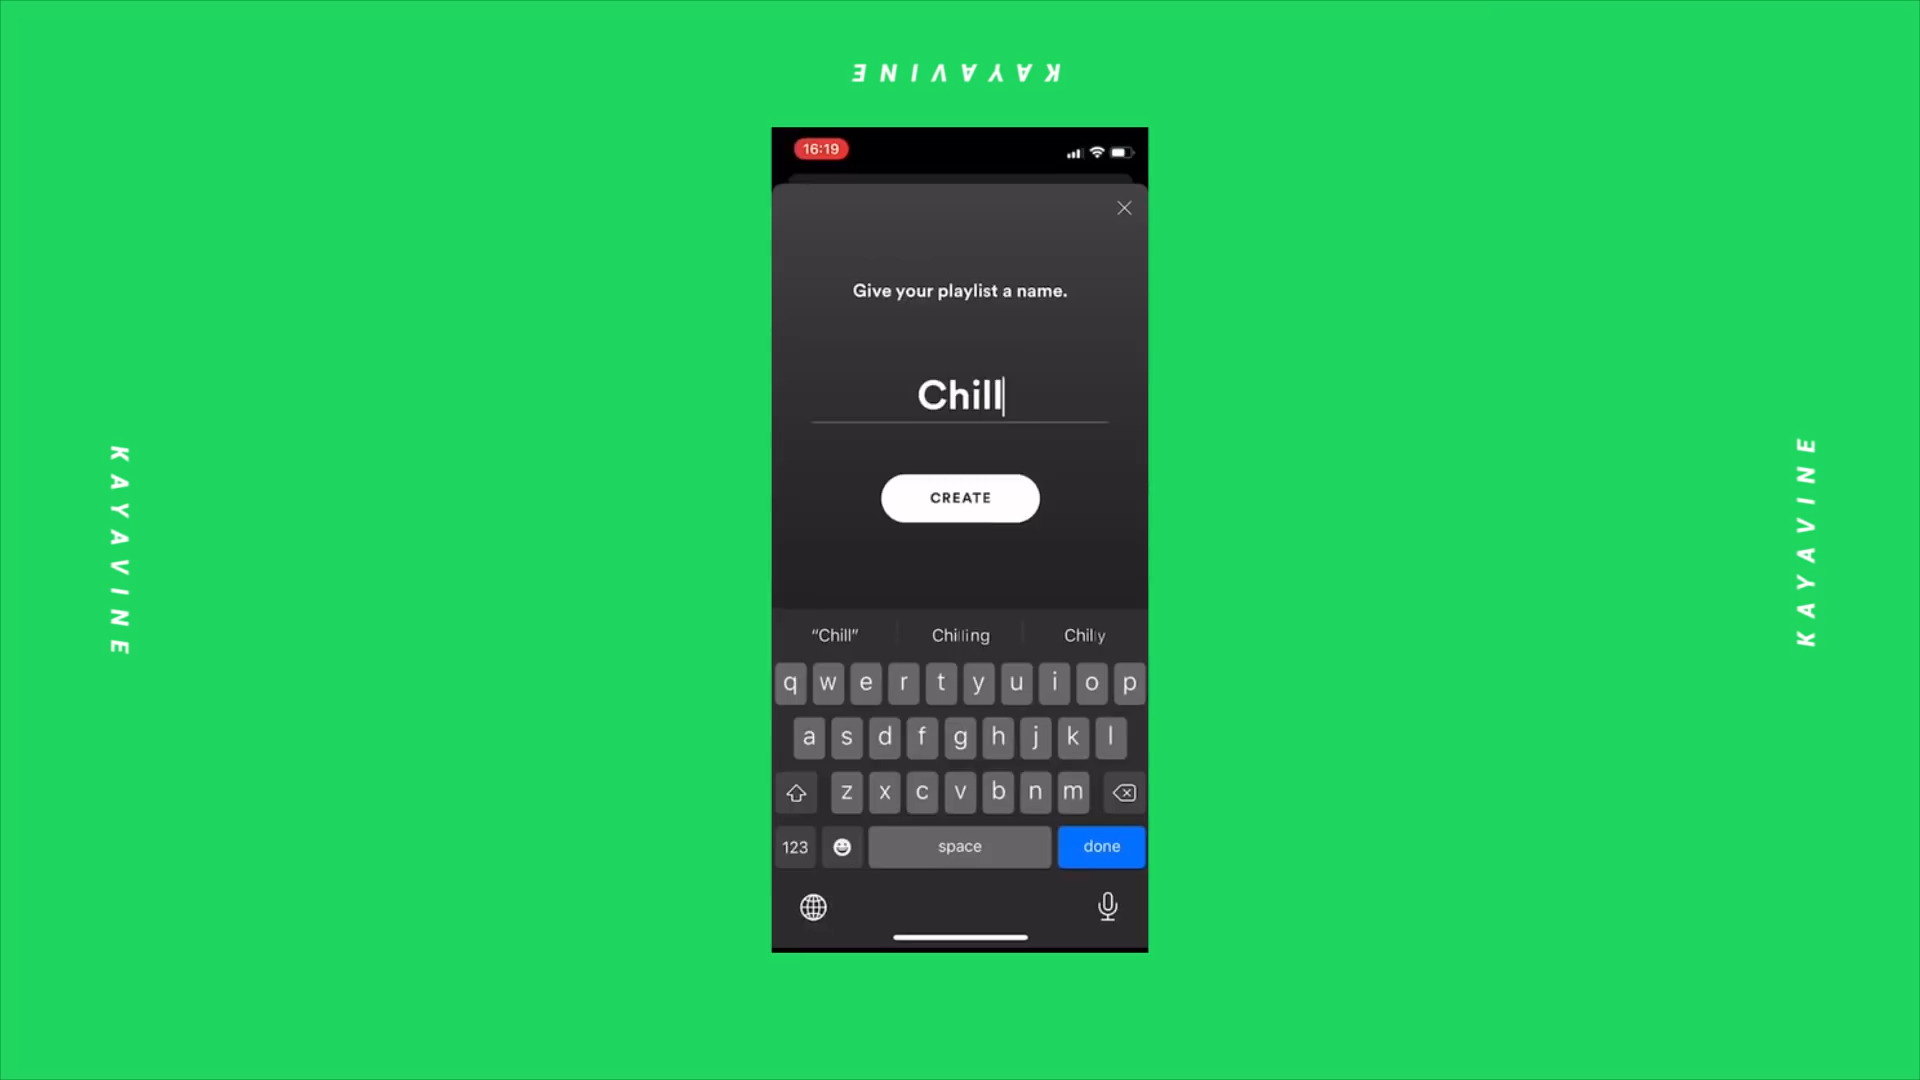 KAYAVINE
16:19
Give your playlist a name.
Chill
CREATE
“Chill” Chilling Chilly
q w e r t y u i o p
a s d f g h j k l
z x c v b n m
123 space done
KAYAVINE
KAYAVINE